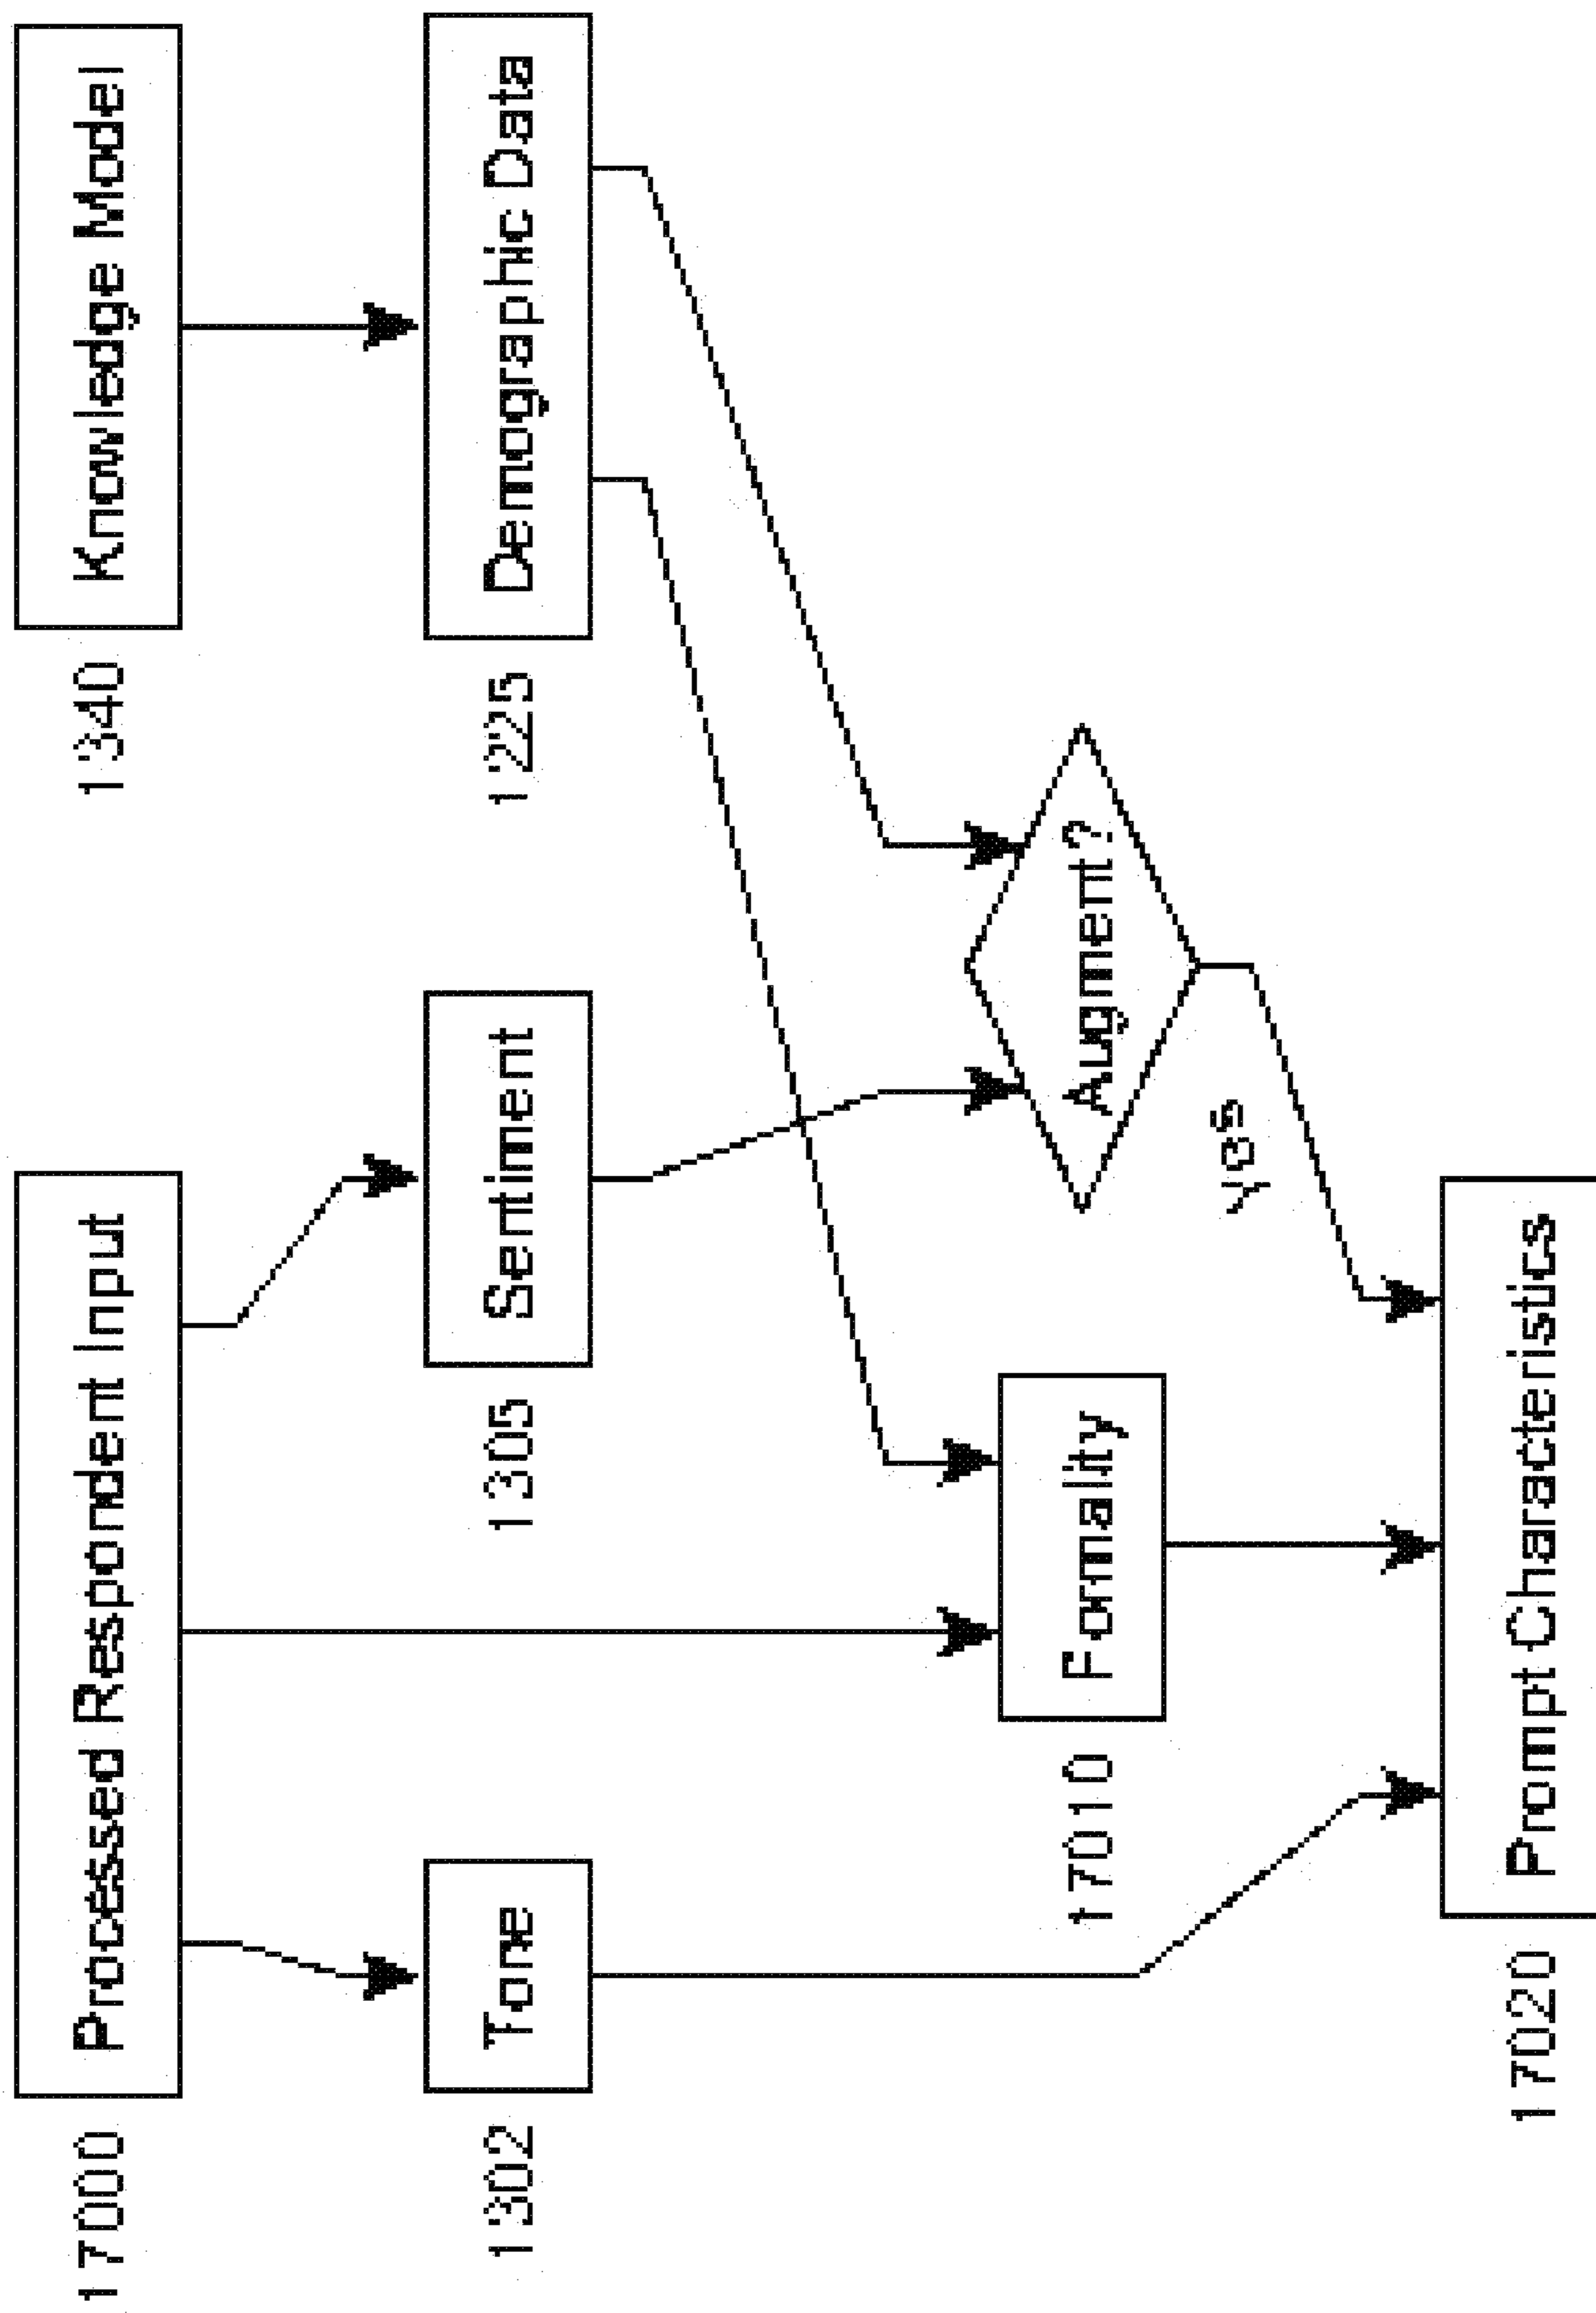 17000 Processed Respondent Input
1340 Knowledge Model
1302 Tone
1305 Sentiment
1225 Demographic Data
17010 Formality
Augment?
yes
17020 Prompt Characteristics